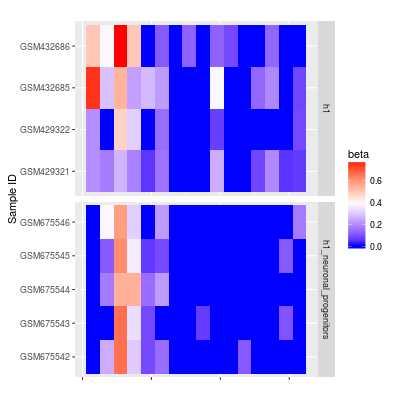 GSM432686
GSM432685
GSM429322
GSM429321
h1
GSM675546
GSM675545
GSM675544
GSM675543
GSM675542
h1_neuronal_progenitors
Sample ID
beta
0.6
0.4
0.2
0.0